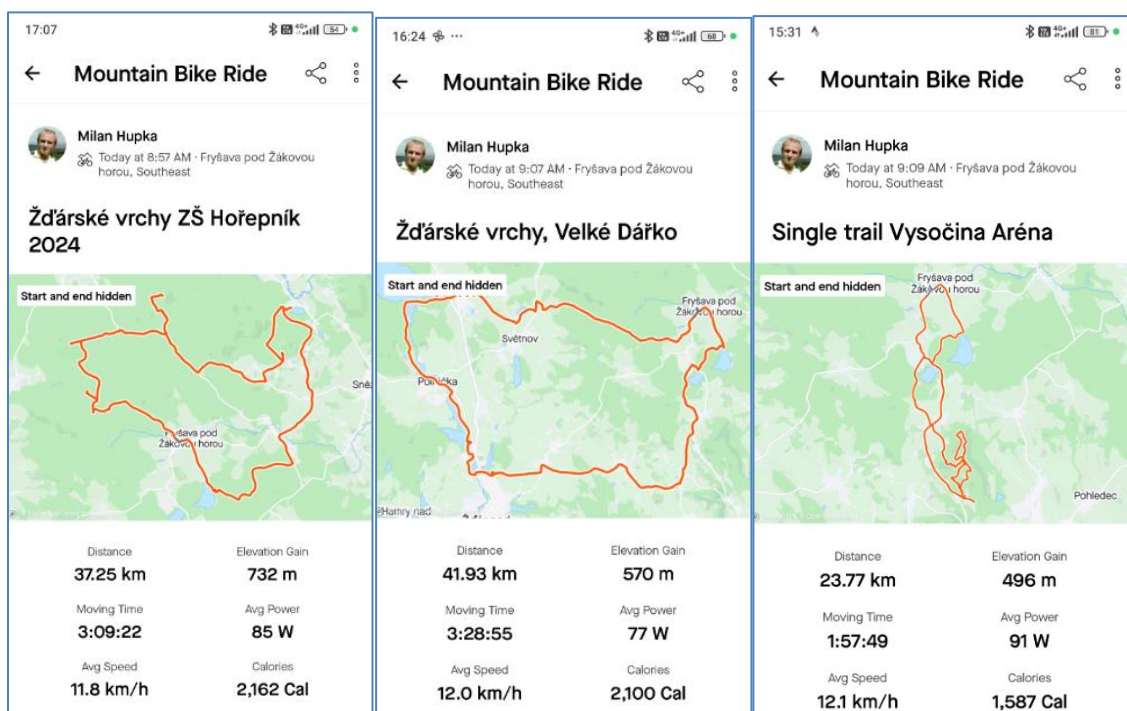 17:07
54
Mountain Bike Ride
Milan Hupka
Today at 8:57 AM · Fryšava pod Žákovou
horou, Southeast
Žďárské vrchy ZŠ Hořepník
2024
Start and end hidden
Sněž
Fryšava pod
Žákovou horou
Distance
Elevation Gain
37.25 km
732 m
Moving Time
Avg Power
3:09:22
85 W
Avg Speed
Calories
11.8 km/h
2,162 Cal
16:24
68
Mountain Bike Ride
Milan Hupka
Today at 9:07 AM · Fryšava pod Žákovou
horou, Southeast
Žďárské vrchy, Velké Dářko
Start and end hidden
Fryšava pod
Žákovou horou
Světnov
Polnička
Hamry nad
Distance
Elevation Gain
41.93 km
570 m
Moving Time
Avg Power
3:28:55
77 W
Avg Speed
Calories
12.0 km/h
2,100 Cal
15:31
81
Mountain Bike Ride
Milan Hupka
Today at 9:09 AM · Fryšava pod Žákovou
horou, Southeast
Single trail Vysočina Aréna
Fryšava pod
Žákovou horou
Start and end hidden
Pohledec
Distance
Elevation Gain
23.77 km
496 m
Moving Time
Avg Power
1:57:49
91 W
Avg Speed
Calories
12.1 km/h
1,587 Cal